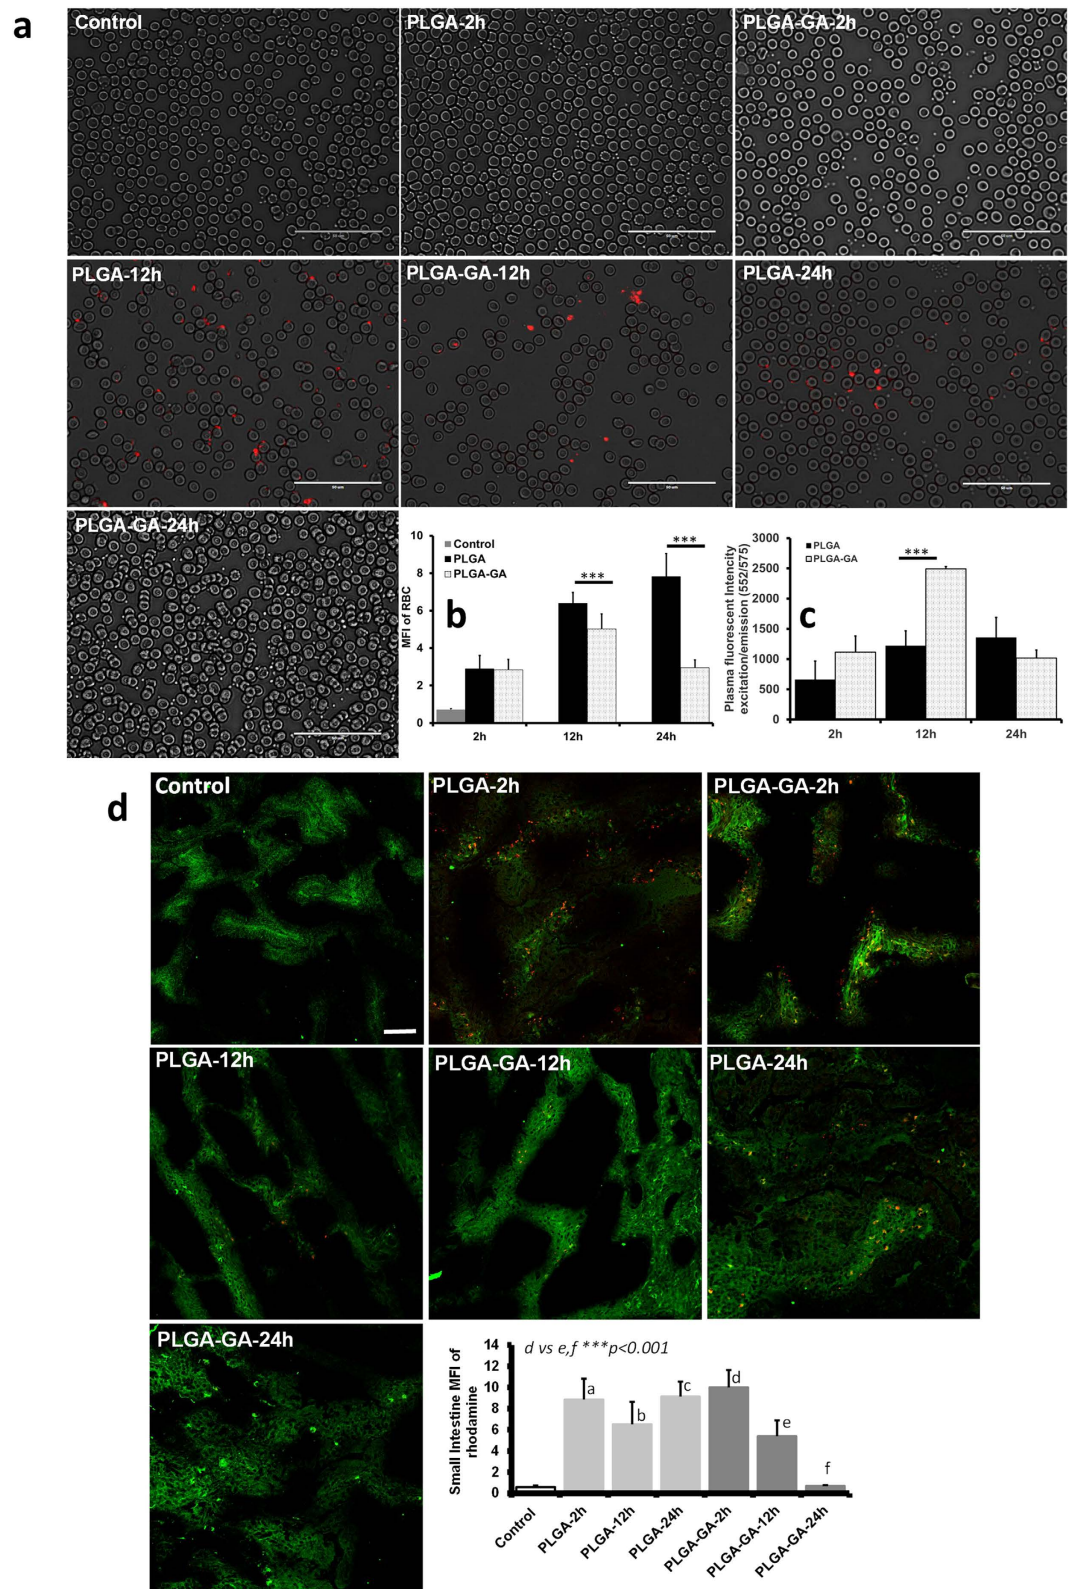 a
Control
PLGA-2h
PLGA-GA-2h
PLGA-12h
PLGA-GA-12h
PLGA-24h
PLGA-GA-24h
b
10
8
6
4
2
0
MFI of RBC
Control
PLGA
PLGA-GA
***
***
2h
12h
24h
c
3000
2500
2000
1500
1000
500
0
Plasma fluorescent Intencity
excitation/emission (552/575)
PLGA
PLGA-GA
***
2h
12h
24h
d
Control
PLGA-2h
PLGA-GA-2h
PLGA-12h
PLGA-GA-12h
PLGA-24h
PLGA-GA-24h
d vs e,f ***p<0.001
14
12
10
8
6
4
2
0
Small Intestine MFI of
rhodamine
a
b
c
d
e
f
Control
PLGA-2h
PLGA-12h
PLGA-24h
PLGA-GA-2h
PLGA-GA-12h
PLGA-GA-24h